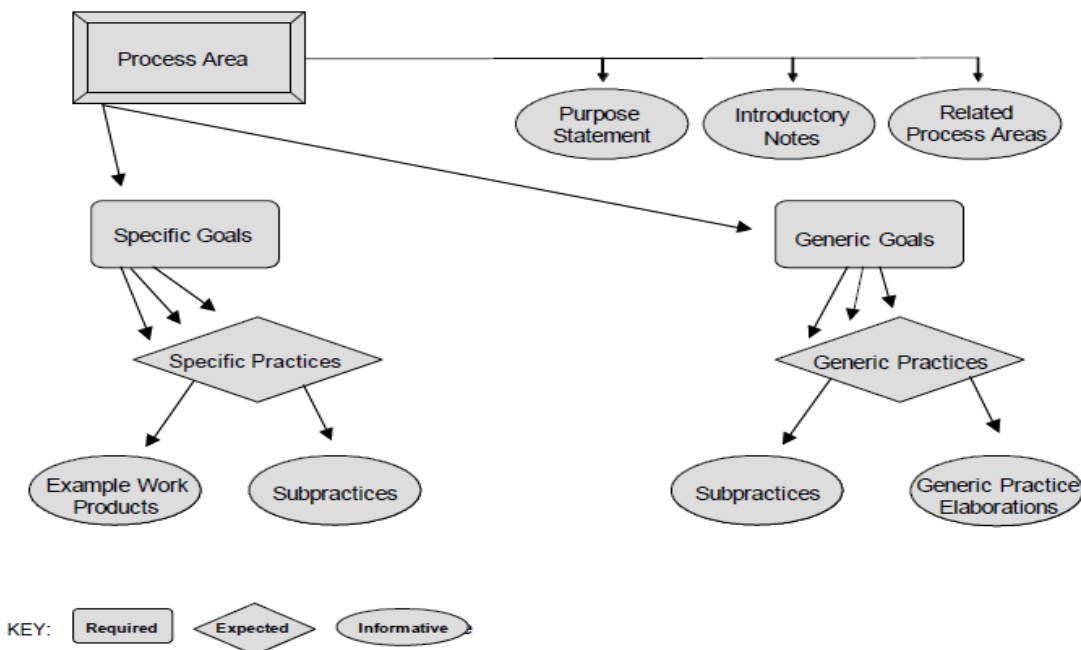 Process Area
Purpose
Statement
Introductory
Notes
Related
Process Areas
Specific Goals
Generic Goals
Specific Practices
Generic Practices
Example Work
Products
Subpractices
Subpractices
Generic Practice
Elaborations
KEY:
Required
Expected
Informative e